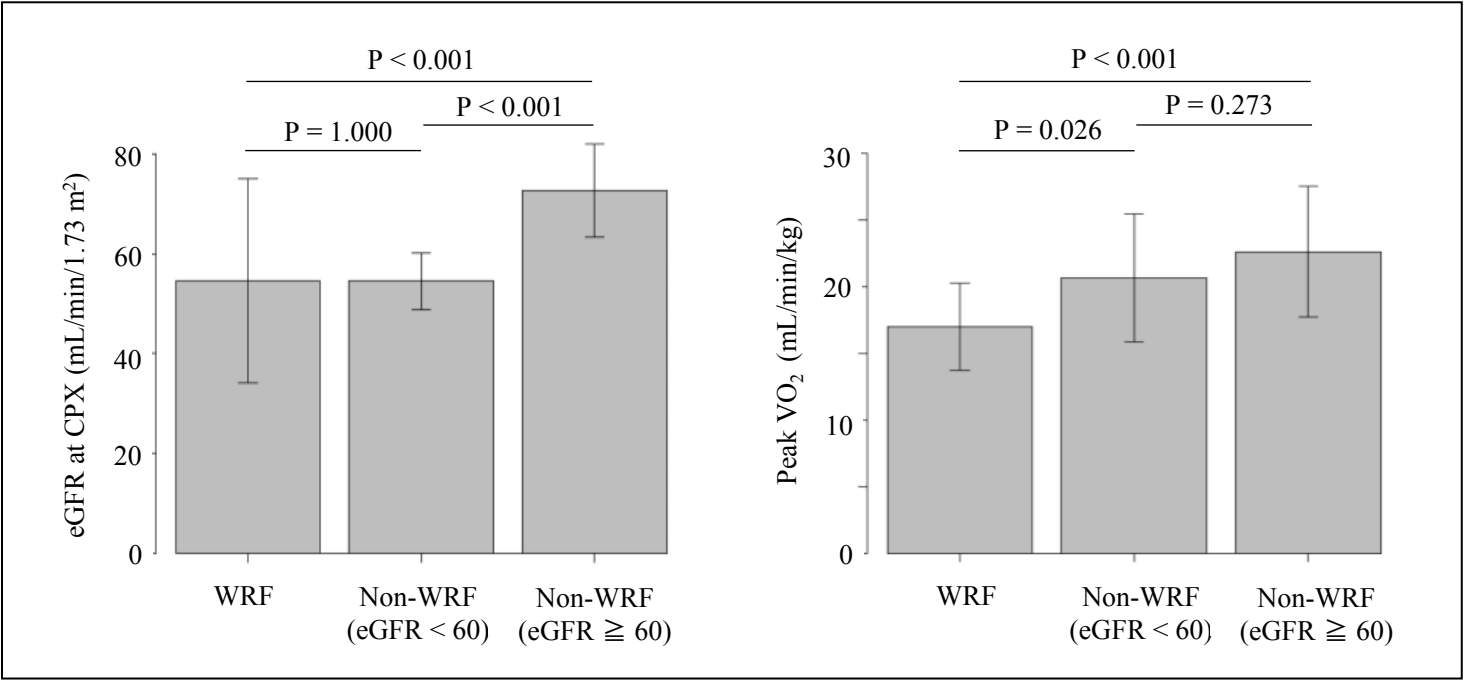 P < 0.001
P < 0.001
P = 1.000
eGFR at CPX (mL/min/1.73 m²)
80
60
40
20
0
WRF
Non-WRF
(eGFR < 60)
Non-WRF
(eGFR ≧ 60)
P < 0.001
P = 0.273
P = 0.026
Peak VO₂ (mL/min/kg)
30
20
10
0
WRF
Non-WRF
(eGFR < 60)
Non-WRF
(eGFR ≧ 60)